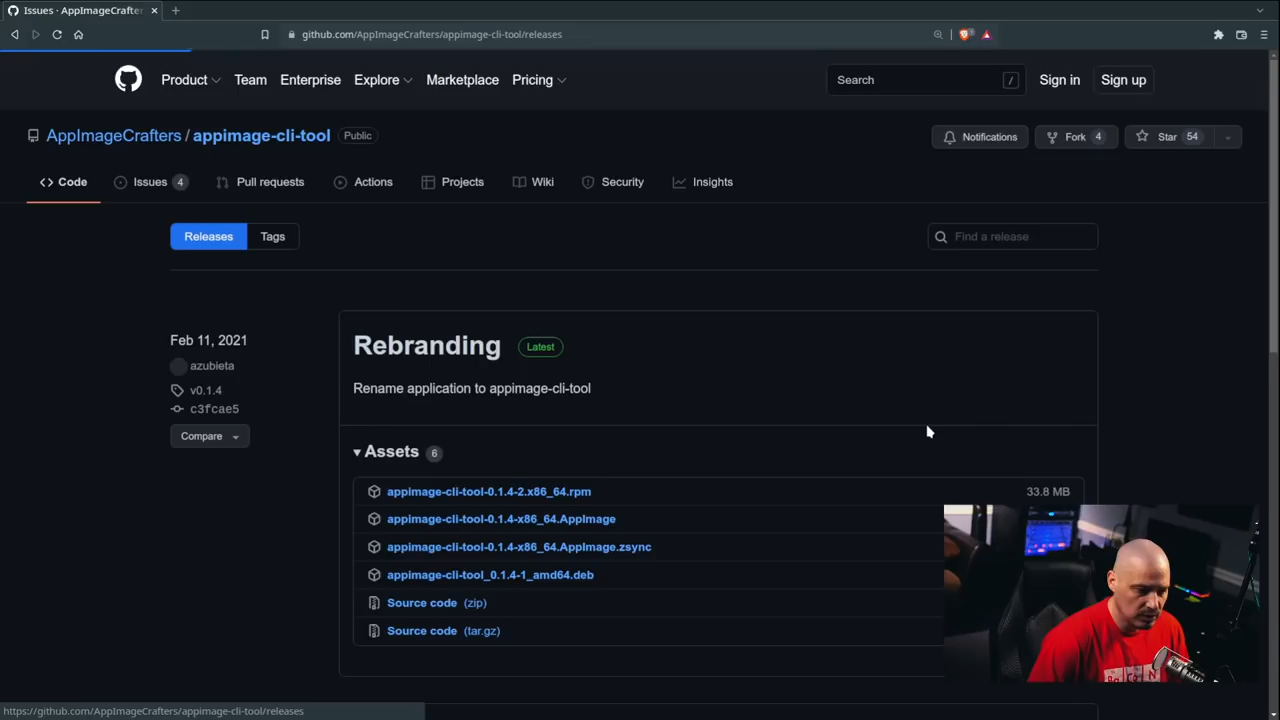 Issues · AppImageCrafter
github.com/AppImageCrafters/appimage-cli-tool/releases
Product
Team
Enterprise
Explore
Marketplace
Pricing
Search
/
Sign in
Sign up
AppImageCrafters / appimage-cli-tool
Public
Notifications
Fork 4
Star 54
Code
Issues 4
Pull requests
Actions
Projects
Wiki
Security
Insights
Releases
Tags
Find a release
Feb 11, 2021
azubieta
v0.1.4
c3fcae5
Compare
Rebranding
Latest
Rename application to appimage-cli-tool
Assets 6
appimage-cli-tool-0.1.4-2.x86_64.rpm
33.8 MB
appimage-cli-tool-0.1.4-x86_64.AppImage
appimage-cli-tool-0.1.4-x86_64.AppImage.zsync
appimage-cli-tool_0.1.4-1_amd64.deb
Source code (zip)
Source code (tar.gz)
https://github.com/AppImageCrafters/appimage-cli-tool/releases